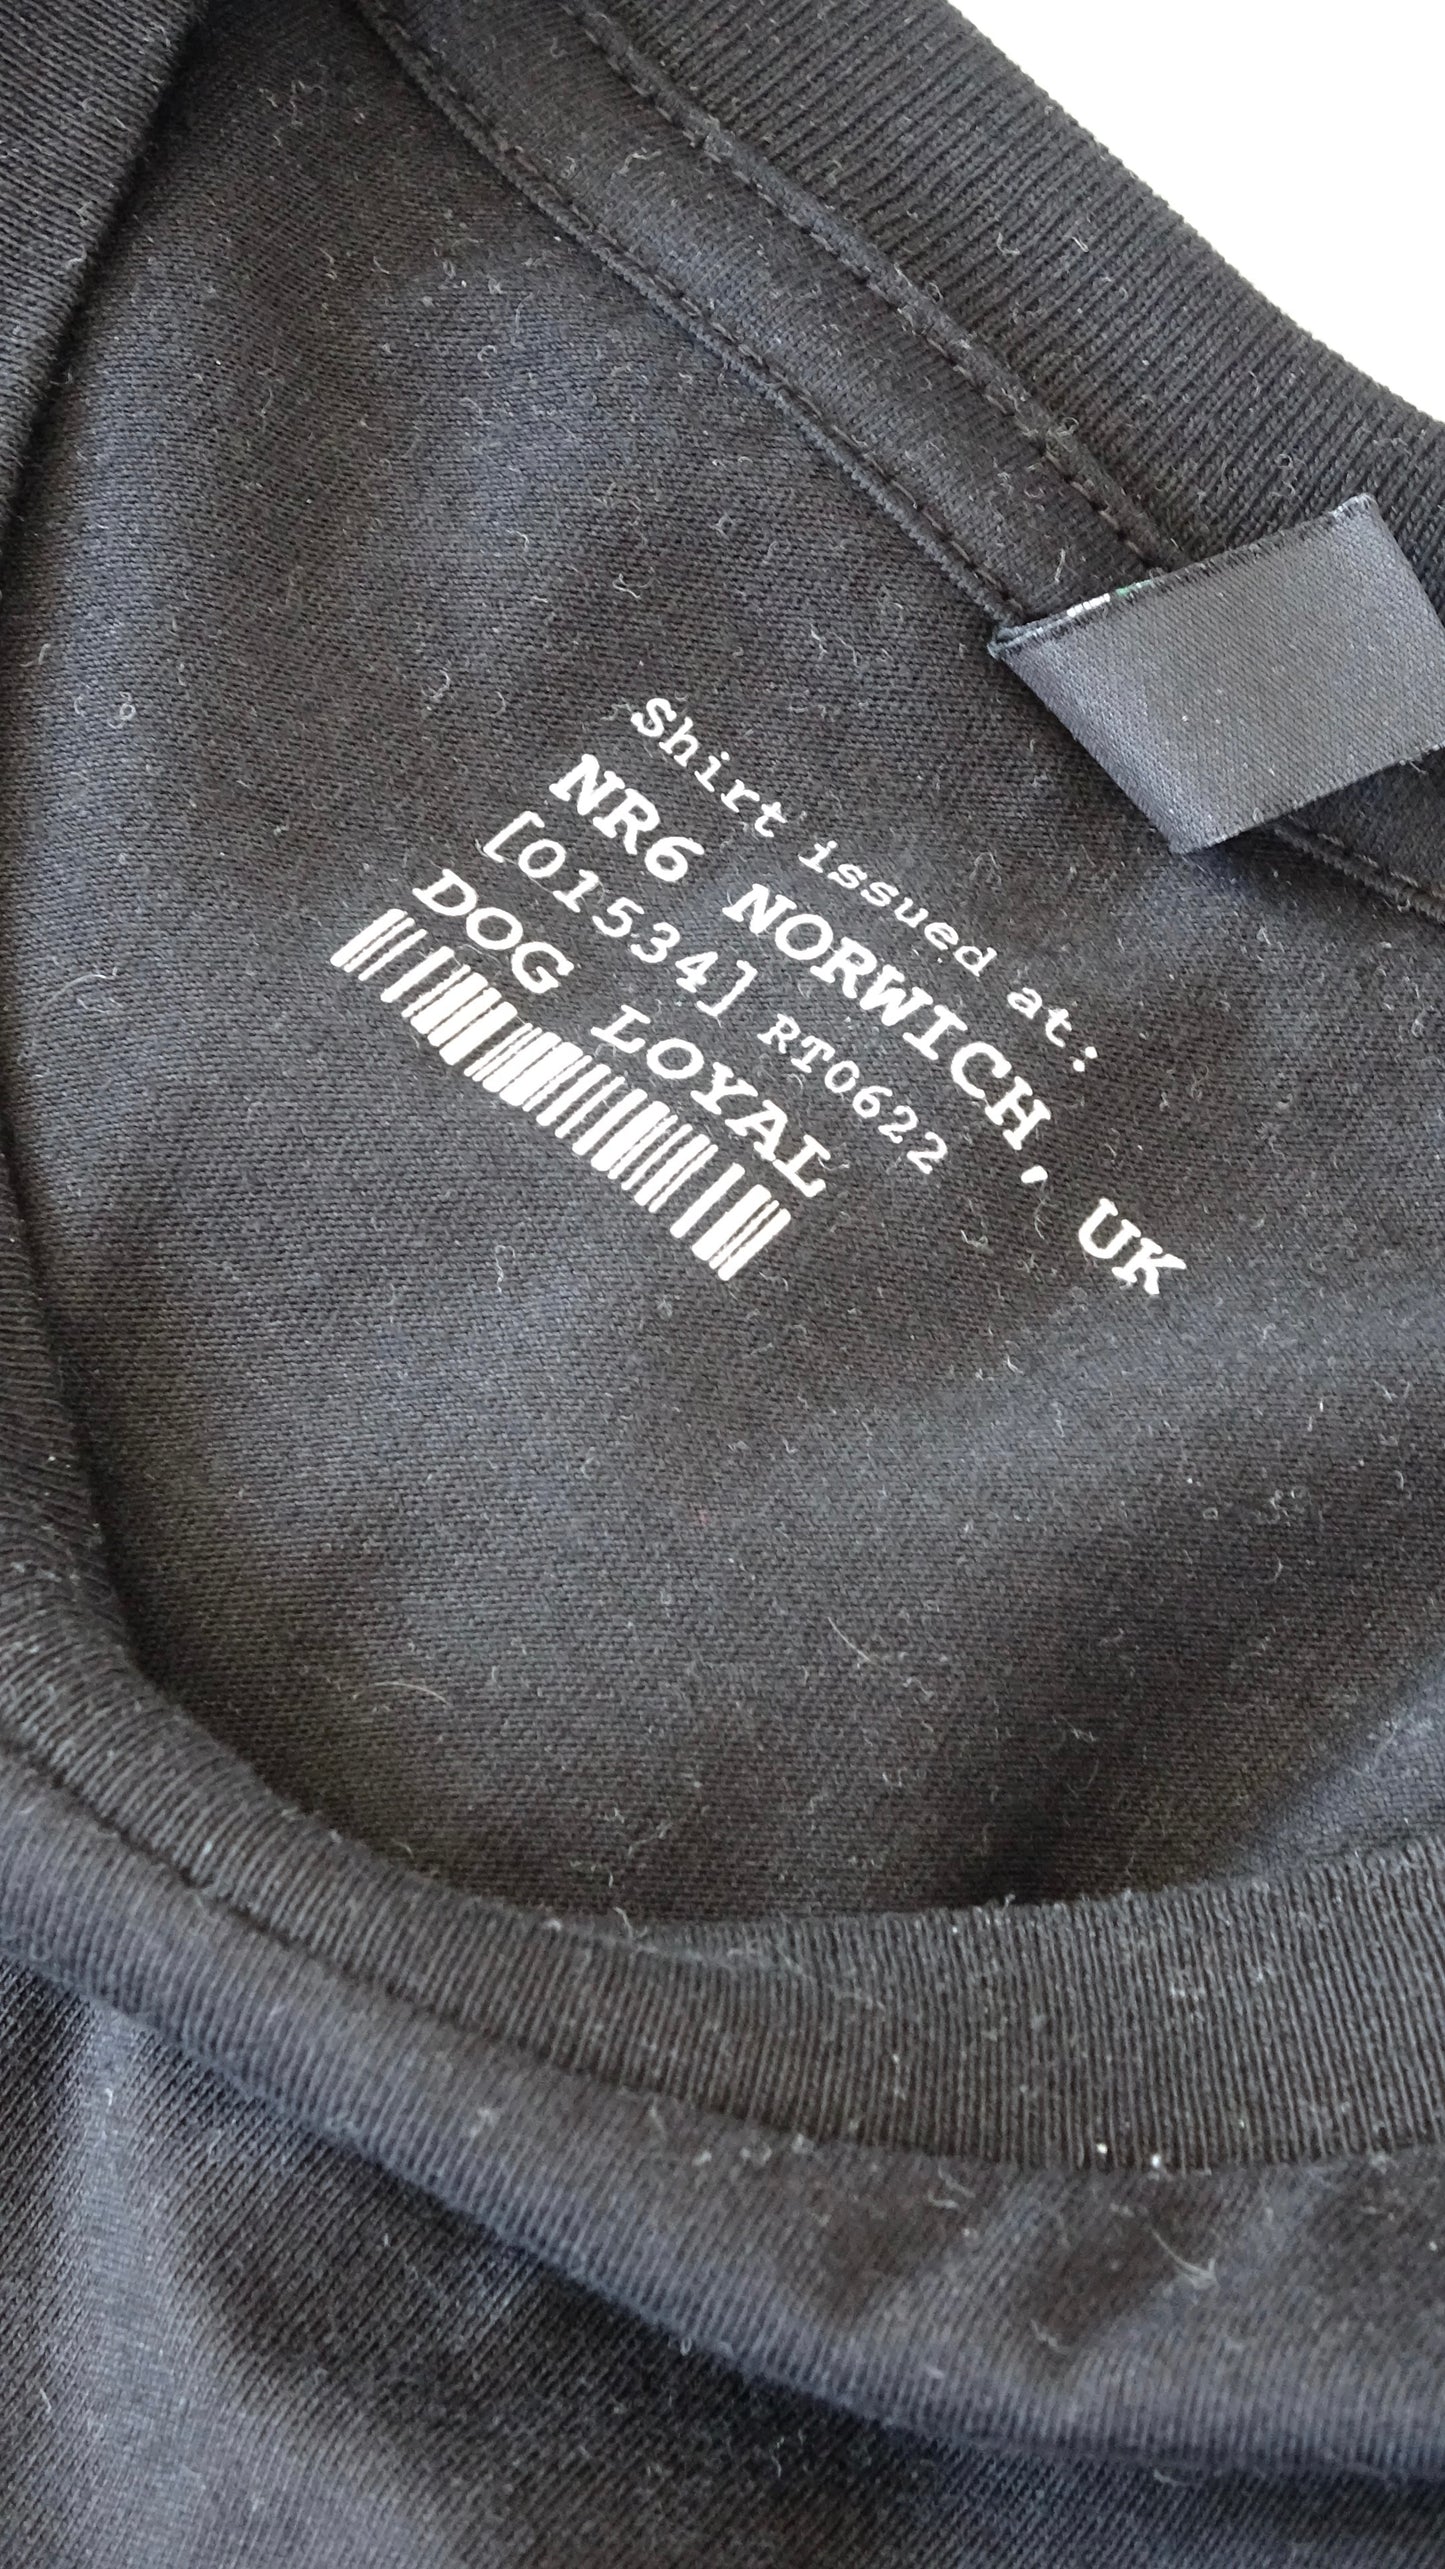 Shirt issued at:
NR6 NORWICH, UK
[01534] RT0622
DOG LOYAL